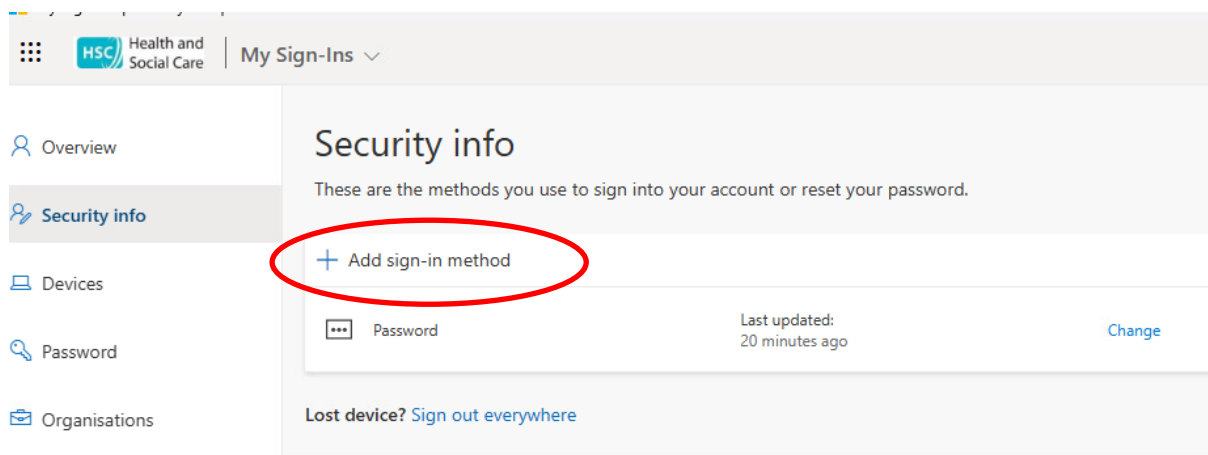 HSC Health and
Social Care
My Sign-Ins
Overview
Security info
Devices
Password
Organisations
Security info
These are the methods you use to sign into your account or reset your password.
+ Add sign-in method
Password
Last updated:
20 minutes ago
Change
Lost device? Sign out everywhere